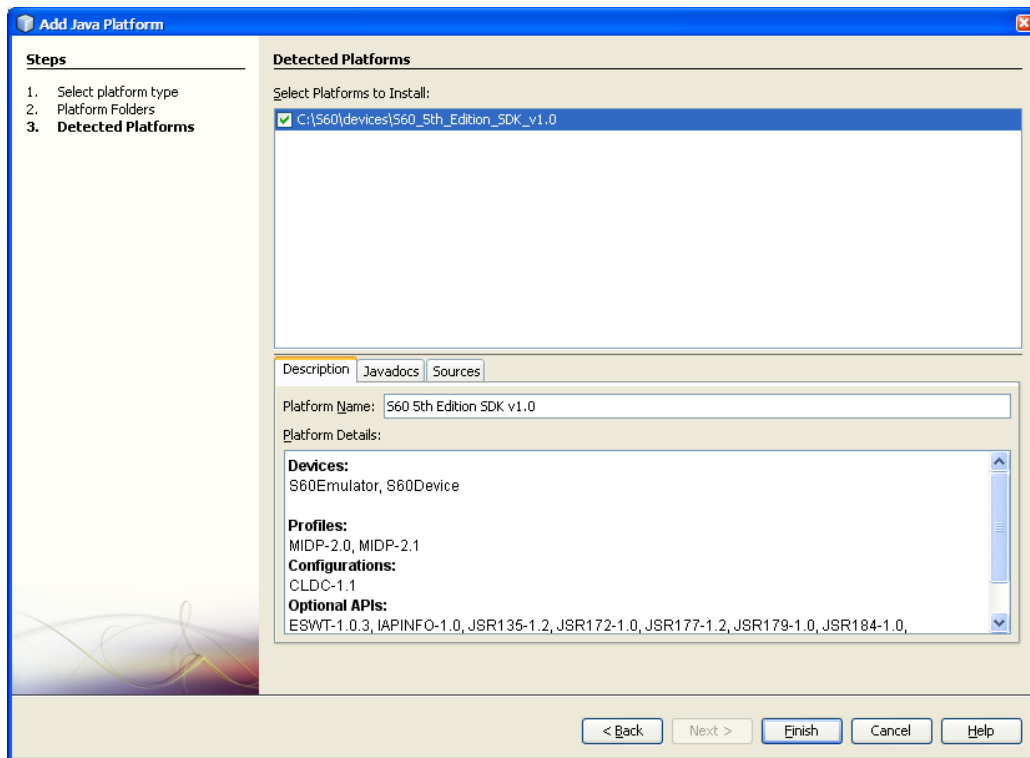 Add Java Platform
Steps
1. Select platform type
2. Platform Folders
3. Detected Platforms
Detected Platforms
Select Platforms to Install:
C:\S60\devices\S60_5th_Edition_SDK_v1.0
Description Javadocs Sources
Platform Name: S60 5th Edition SDK v1.0
Platform Details:
Devices:
S60Emulator, S60Device
Profiles:
MIDP-2.0, MIDP-2.1
Configurations:
CLDC-1.1
Optional APIs:
ESWT-1.0.3, IAPINFO-1.0, JSR135-1.2, JSR172-1.0, JSR177-1.2, JSR179-1.0, JSR184-1.0,
< Back Next > Finish Cancel Help